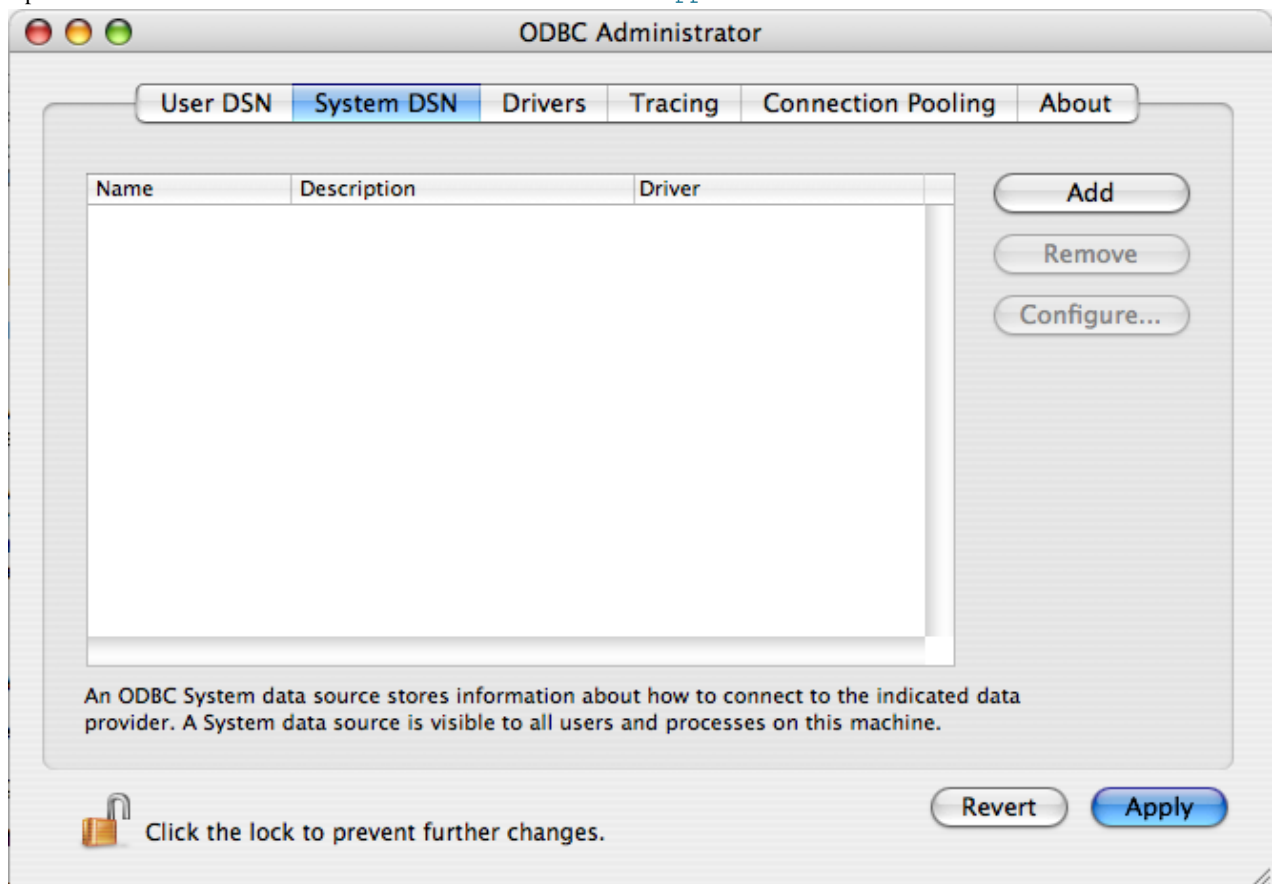 ODBC Administrator
User DSN System DSN Drivers Tracing Connection Pooling About
Name Description Driver
Add
Remove
Configure...
An ODBC System data source stores information about how to connect to the indicated data
provider. A System data source is visible to all users and processes on this machine.
Click the lock to prevent further changes.
Revert Apply